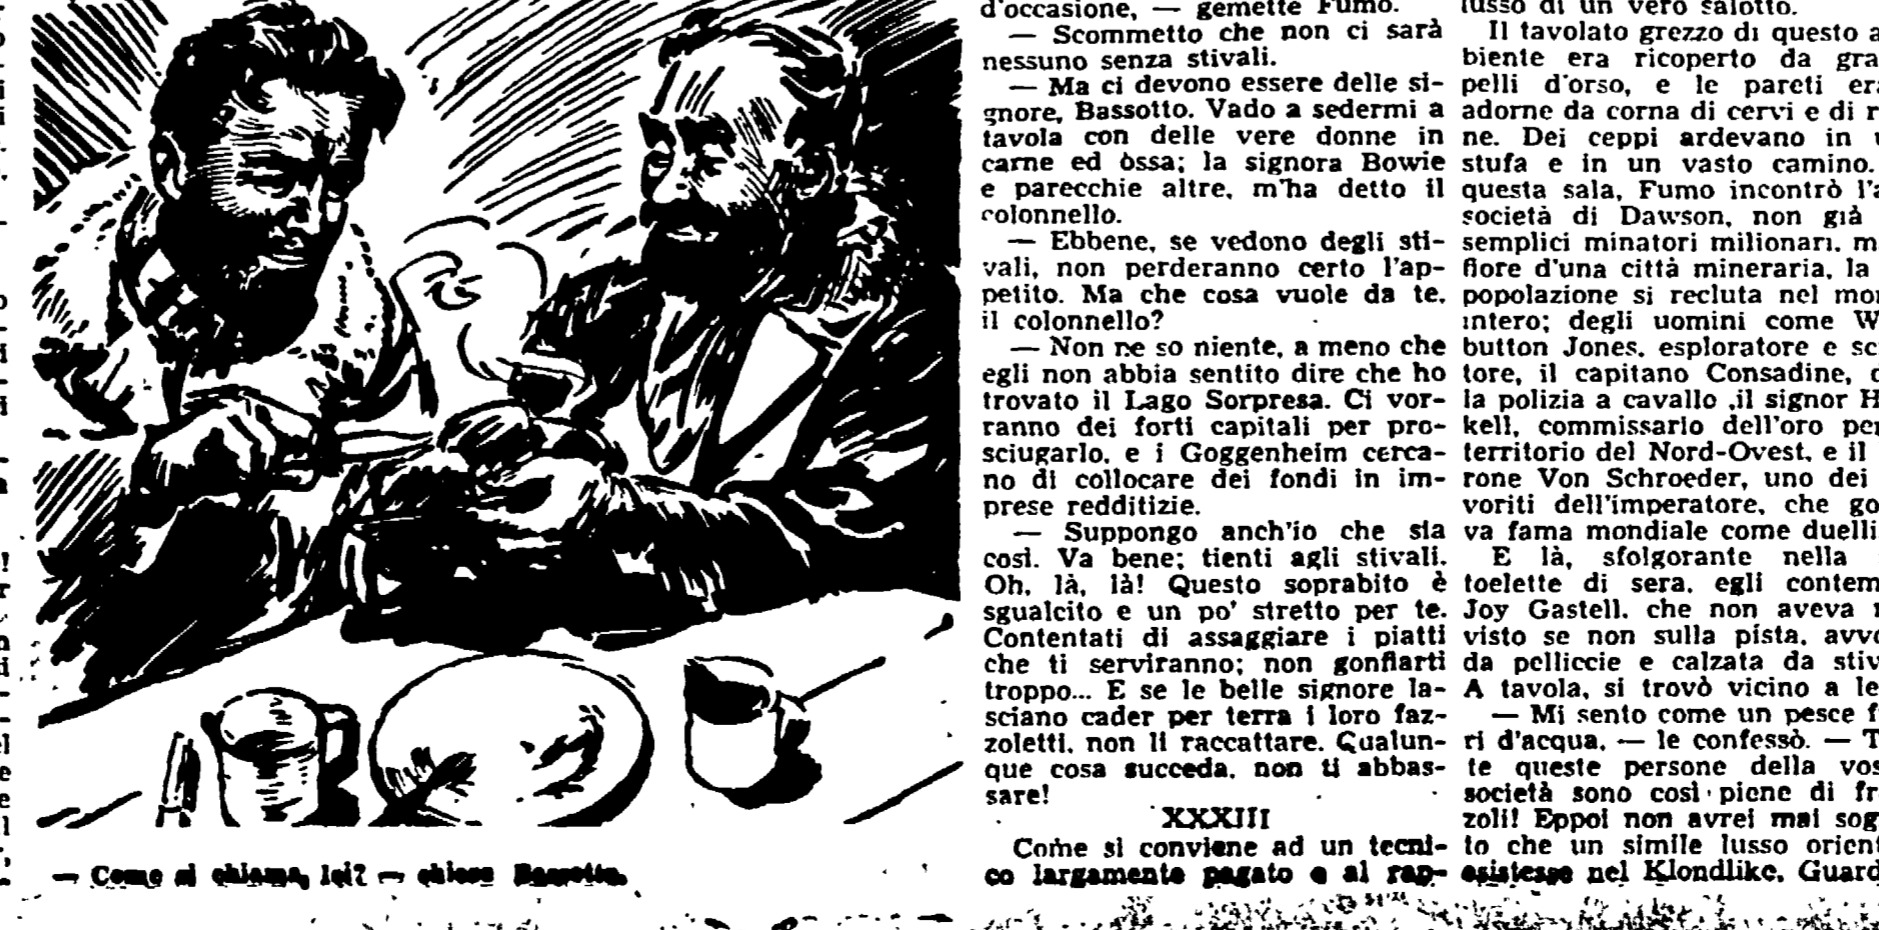 d'occasione, — gemette Fumo.
— Scommetto che non ci sarà
nessuno senza stivali.
— Ma ci devono essere delle si-
gnore, Bassotto. Vado a sedermi a
tavola con delle vere donne in
carne ed òssa; la signora Bowie
e parecchie altre, m'ha detto il
colonnello.
— Ebbene, se vedono degli sti-
vali, non perderanno certo l'ap-
petito. Ma che cosa vuole da te,
il colonnello?
— Non ne so niente, a meno che
egli non abbia sentito dire che ho
trovato il Lago Sorpresa. Ci vor-
ranno dei forti capitali per pro-
sciugarlo, e i Goggenheim cerca-
no di collocare dei fondi in im-
prese redditizie.
— Suppongo anch'io che sia
così. Va bene; tienti agli stivali.
Oh, là, là! Questo soprabito è
sgualcito e un po' stretto per te.
Contentati di assaggiare i piatti
che ti serviranno; non gonfiarti
troppo... E se le belle signore la-
sciano cader per terra i loro faz-
zoletti, non li raccattare. Qualun-
que cosa succeda, non ti abbas-
sare!
XXXIII
Come si conviene ad un tecni-
co largamente pagato e al rap-
lusso di un vero salotto.
Il tavolato grezzo di questo a
biente era ricoperto da gra
pelli d'orso, e le pareti era
adorne da corna di cervi e di r
ne. Dei ceppi ardevano in u
stufa e in un vasto camino.
questa sala, Fumo incontrò l'a
società di Dawson, non già
semplici minatori milionari, m
fiore d'una città mineraria, la
popolazione si recluta nel mon
intero; degli uomini come W
button Jones, esploratore e sc
tore, il capitano Consadine, c
la polizia a cavallo ,il signor H
kell, commissario dell'oro per
territorio del Nord-Ovest, e il
rone Von Schroeder, uno dei
voriti dell'imperatore, che go
va fama mondiale come duelli
E là, sfolgorante nella
toelette di sera, egli contem
Joy Gastell, che non aveva m
visto se non sulla pista, avvo
da pelliccie e calzata da stiv
A tavola, si trovò vicino a le
— Mi sento come un pesce f
ri d'acqua, — le confessò. — T
te queste persone della vos
società sono così piene di fr
zoli! Eppoi non avrei mai sog
to che un simile lusso orient
esistesse nel Klondlike, Guard
— Come si chiama, lei? — chiese Bassotto.